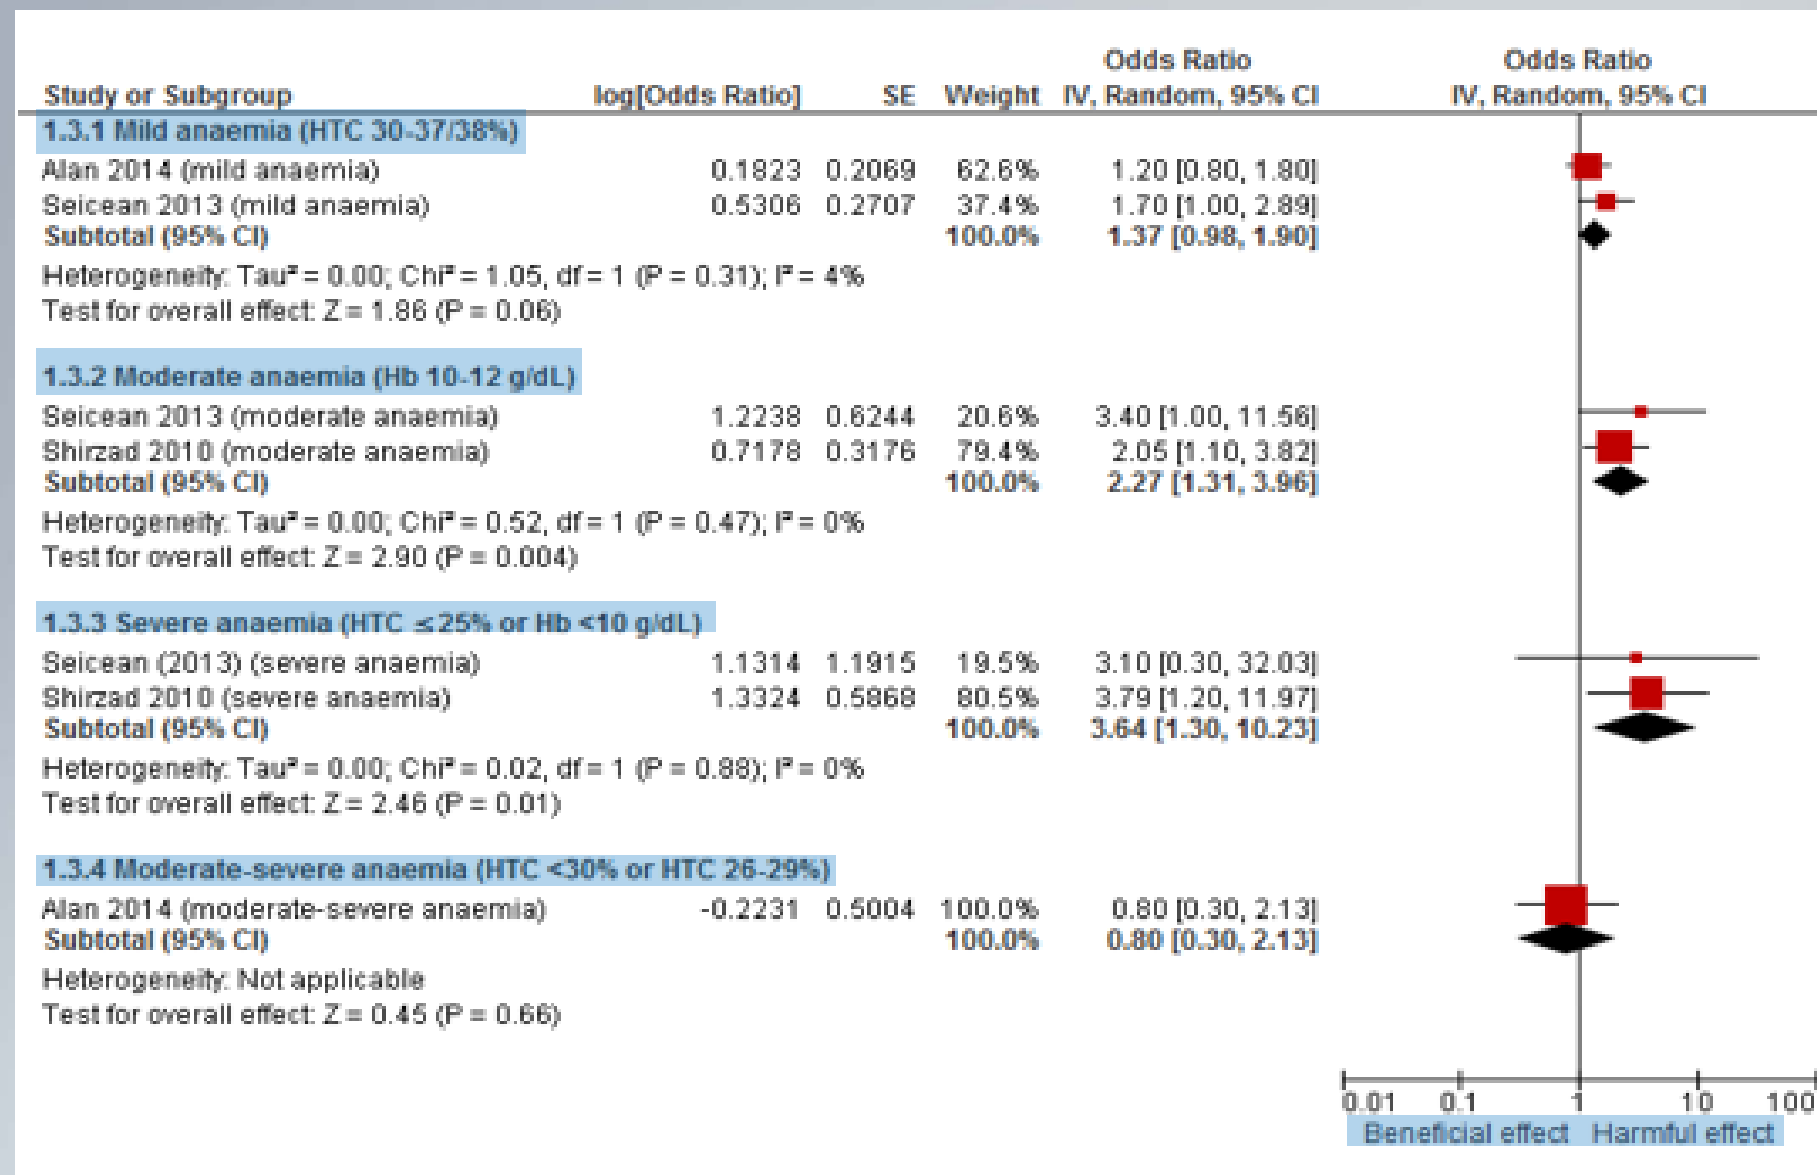 Odds Ratio Odds Ratio
Study or Subgroup log[Odds Ratio] SE Weight IV, Random, 95% CI IV, Random, 95% CI
1.3.1 Mild anaemia (HTC 30-37/38%)
Alan 2014 (mild anaemia) 0.1823 0.2069 62.6% 1.20 [0.80, 1.80]
Seicean 2013 (mild anaemia) 0.5306 0.2707 37.4% 1.70 [1.00, 2.89]
Subtotal (95% CI) 100.0% 1.37 [0.98, 1.90]
Heterogeneity: Tau² = 0.00; Chi² = 1.05, df = 1 (P = 0.31); I² = 4%
Test for overall effect: Z = 1.86 (P = 0.06)
1.3.2 Moderate anaemia (Hb 10-12 g/dL)
Seicean 2013 (moderate anaemia) 1.2238 0.6244 20.6% 3.40 [1.00, 11.56]
Shirzad 2010 (moderate anaemia) 0.7178 0.3176 79.4% 2.05 [1.10, 3.82]
Subtotal (95% CI) 100.0% 2.27 [1.31, 3.96]
Heterogeneity: Tau² = 0.00; Chi² = 0.52, df = 1 (P = 0.47); I² = 0%
Test for overall effect: Z = 2.90 (P = 0.004)
1.3.3 Severe anaemia (HTC ≤25% or Hb <10 g/dL)
Seicean (2013) (severe anaemia) 1.1314 1.1915 19.5% 3.10 [0.30, 32.03]
Shirzad 2010 (severe anaemia) 1.3324 0.5868 80.5% 3.79 [1.20, 11.97]
Subtotal (95% CI) 100.0% 3.64 [1.30, 10.23]
Heterogeneity: Tau² = 0.00; Chi² = 0.02, df = 1 (P = 0.88); I² = 0%
Test for overall effect: Z = 2.46 (P = 0.01)
1.3.4 Moderate-severe anaemia (HTC <30% or HTC 26-29%)
Alan 2014 (moderate-severe anaemia) -0.2231 0.5004 100.0% 0.80 [0.30, 2.13]
Subtotal (95% CI) 100.0% 0.80 [0.30, 2.13]
Heterogeneity: Not applicable
Test for overall effect: Z = 0.45 (P = 0.66)
0.01 0.1 1 10 100
Beneficial effect Harmful effect